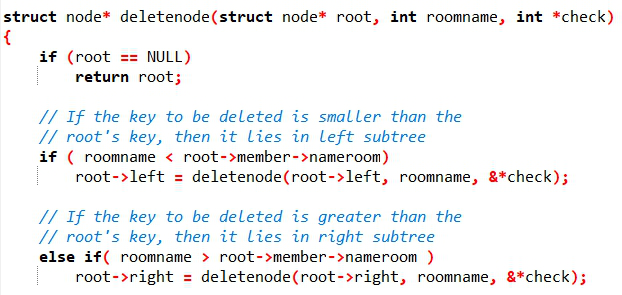 struct node* deletenode(struct node* root, int roomname, int *check)
{
if (root == NULL)
return root;
// If the key to be deleted is smaller than the
// root's key, then it lies in left subtree
if ( roomname < root->member->nameroom)
root->left = deletenode(root->left, roomname, &*check);
// If the key to be deleted is greater than the
// root's key, then it lies in right subtree
else if( roomname > root->member->nameroom )
root->right = deletenode(root->right, roomname, &*check);